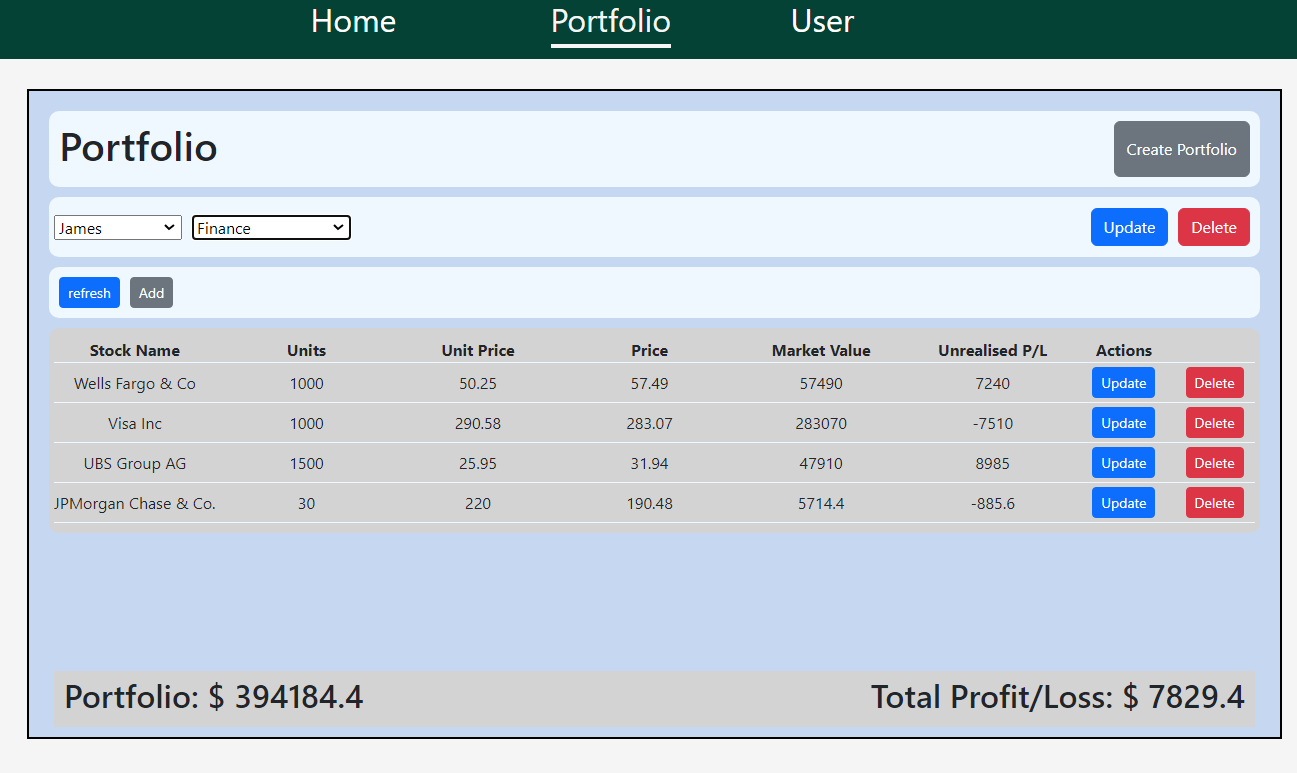 Home Portfolio User
Portfolio
Create Portfolio
James Finance Update Delete
refresh Add
Stock Name Units Unit Price Price Market Value Unrealised P/L Actions
Wells Fargo & Co 1000 50.25 57.49 57490 7240 Update Delete
Visa Inc 1000 290.58 283.07 283070 -7510 Update Delete
UBS Group AG 1500 25.95 31.94 47910 8985 Update Delete
JPMorgan Chase & Co. 30 220 190.48 5714.4 -885.6 Update Delete
Portfolio: $ 394184.4 Total Profit/Loss: $ 7829.4